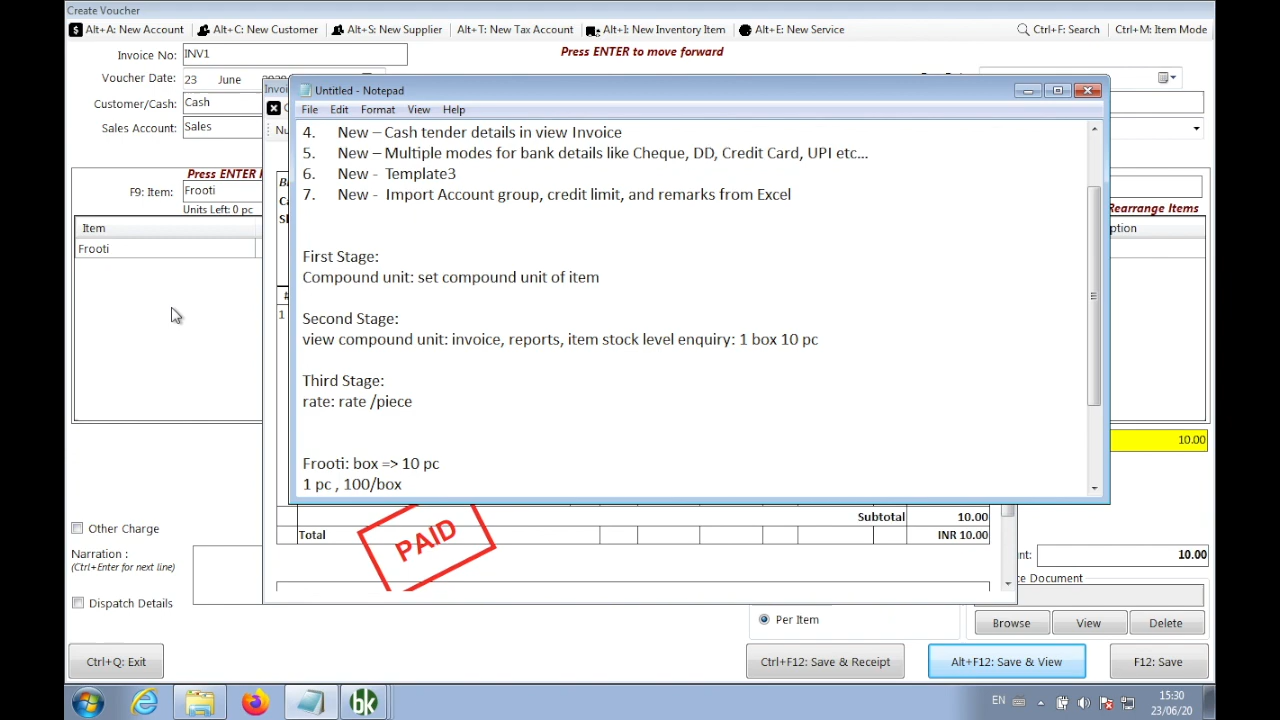 Create Voucher
Alt+A: New Account
Alt+C: New Customer
Alt+S: New Supplier
Alt+T: New Tax Account
Alt+I: New Inventory Item
Alt+E: New Service
Ctrl+F: Search
Ctrl+M: Item Mode
Invoice No: INV1
Press ENTER to move forward
Voucher Date: 23 June
Customer/Cash: Cash
Sales Account: Sales
Press ENTER
F9: Item: Frooti
Units Left: 0 pc
Rearrange Items
Item
Frooti
Untitled - Notepad
File Edit Format View Help
4. New – Cash tender details in view Invoice
5. New – Multiple modes for bank details like Cheque, DD, Credit Card, UPI etc...
6. New - Template3
7. New - Import Account group, credit limit, and remarks from Excel
First Stage:
Compound unit: set compound unit of item
Second Stage:
view compound unit: invoice, reports, item stock level enquiry: 1 box 10 pc
Third Stage:
rate: rate /piece
Frooti: box => 10 pc
1 pc , 100/box
#
1
10.00
Subtotal 10.00
Total INR 10.00
PAID
Other Charge
Narration :
(Ctrl+Enter for next line)
Dispatch Details
10.00
Document
Per Item
Browse
View
Delete
Ctrl+Q: Exit
Ctrl+F12: Save & Receipt
Alt+F12: Save & View
F12: Save
bk
EN
15:30
23/06/20